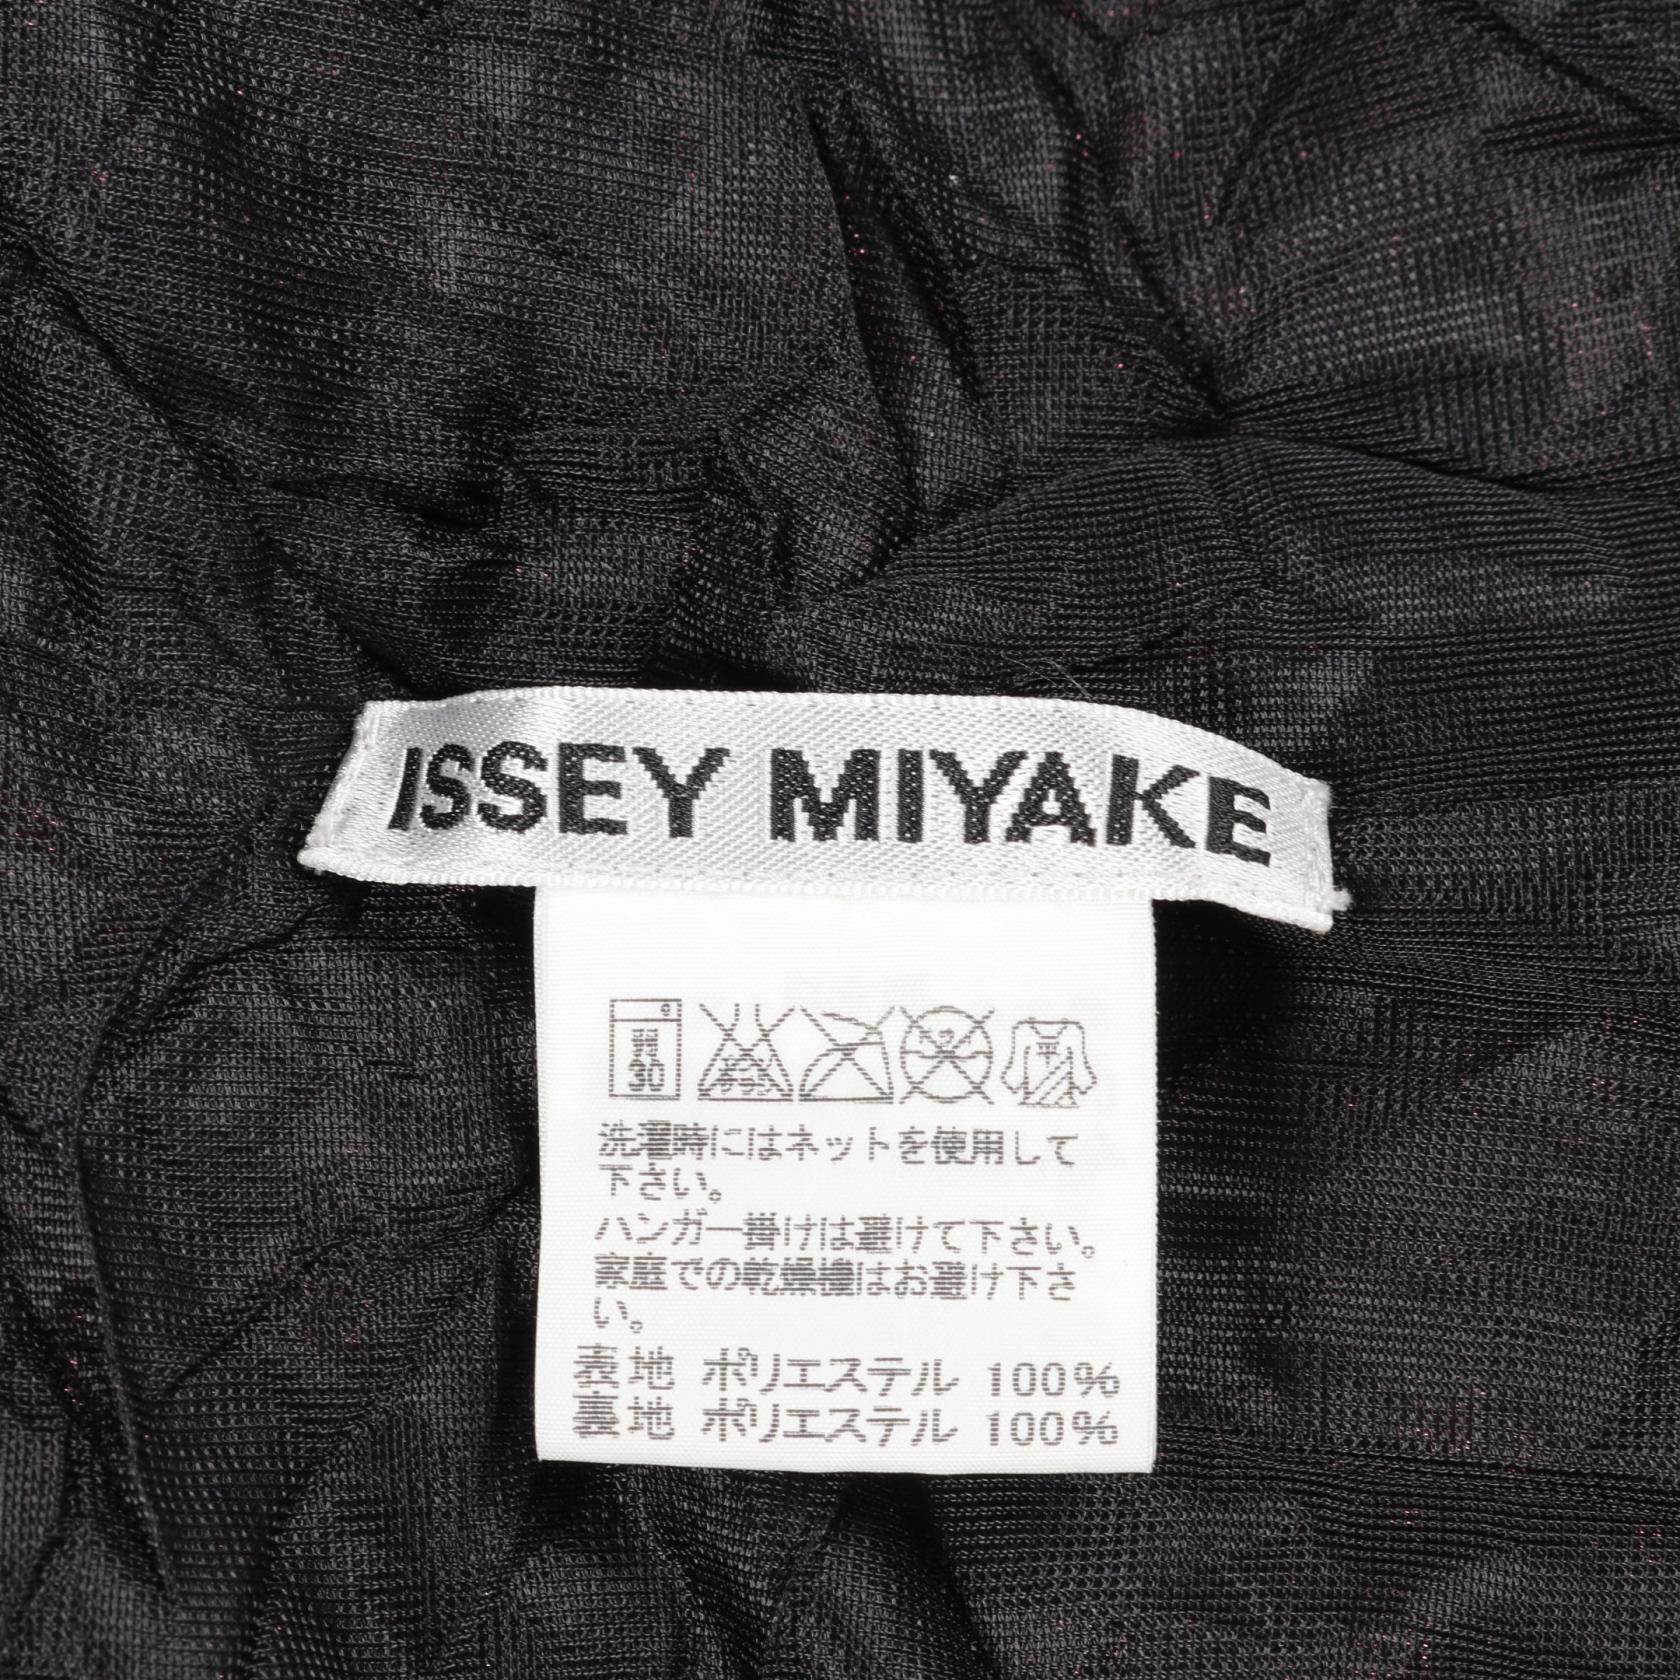 ISSEY MIYAKE
弱
30
洗濯時にはネットを使用して
下さい。
ハンガー掛けは避けて下さい。
家庭での乾燥機はお避け下さ
い。
表地 ポリエステル 100%
裏地 ポリエステル 100%